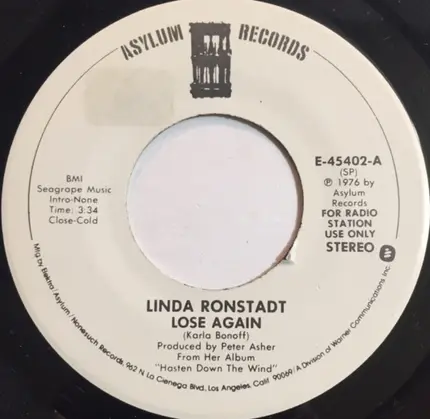 ASYLUM RECORDS
BMI
Seagrape Music
Intro-None
Time: 3:34
Close-Cold
E-45402-A
(SP)
℗ 1976 by
Asylum
Records
FOR RADIO
STATION
USE ONLY
STEREO
LINDA RONSTADT
LOSE AGAIN
(Karla Bonoff)
Produced by Peter Asher
From Her Album
"Hasten Down The Wind"
Mfg by Elektra/Asylum/Nonesuch Records, 962 N. La Cienega Blvd., Los Angeles, Calif. 90069/A Division of Warner Communications Inc.